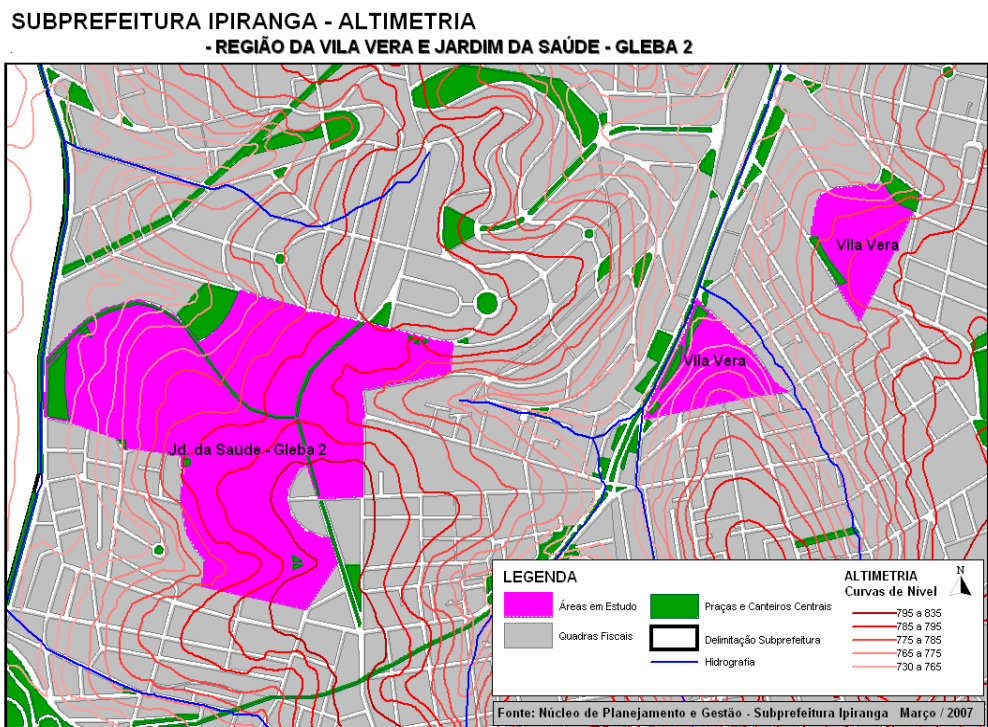 SUBPREFEITURA IPIRANGA - ALTIMETRIA
- REGIÃO DA VILA VERA E JARDIM DA SAÚDE - GLEBA 2
Vila Vera
Vila Vera
Jd. da Saúde - Gleba 2
LEGENDA
Áreas em Estudo
Quadras Fiscais
Praças e Canteiros Centrais
Delimitação Subprefeitura
Hidrografia
ALTIMETRIA
Curvas de Nível
795 a 835
785 a 795
775 a 785
765 a 775
730 a 765
N
Fonte: Núcleo de Planejamento e Gestão - Subprefeitura Ipiranga Março / 2007